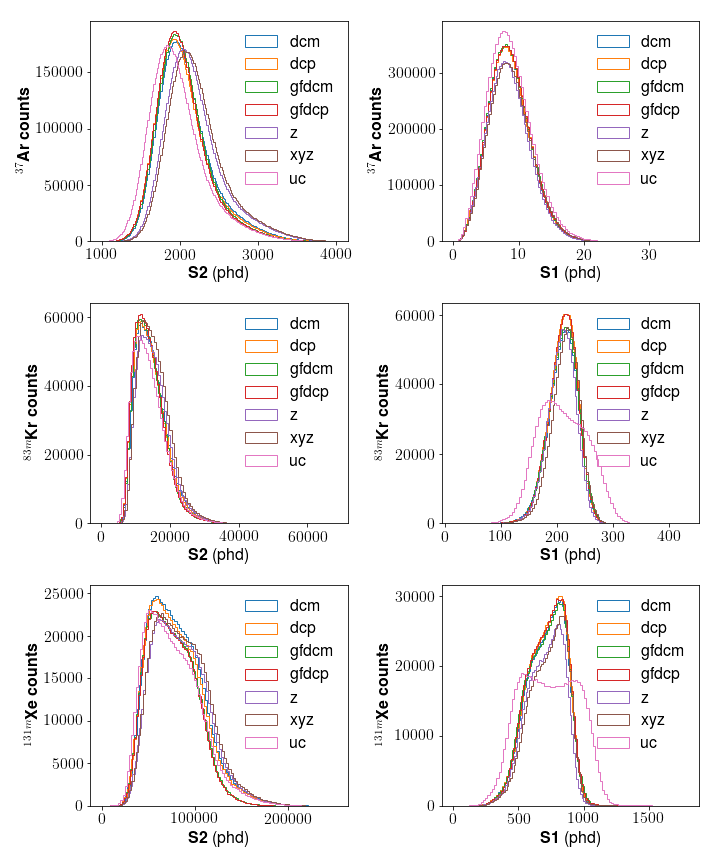 150000
100000
50000
0
1000 2000 3000 4000
S2 (phd)
³⁷Ar counts
dcm
dcp
gfdcm
gfdcp
z
xyz
uc
300000
200000
100000
0
0 10 20 30
S1 (phd)
³⁷Ar counts
dcm
dcp
gfdcm
gfdcp
z
xyz
uc
60000
40000
20000
0
0 20000 40000 60000
S2 (phd)
⁸³ᵐKr counts
dcm
dcp
gfdcm
gfdcp
z
xyz
uc
60000
40000
20000
0
0 100 200 300 400
S1 (phd)
⁸³ᵐKr counts
dcm
dcp
gfdcm
gfdcp
z
xyz
uc
25000
20000
15000
10000
5000
0
0 100000 200000
S2 (phd)
¹³¹ᵐXe counts
dcm
dcp
gfdcm
gfdcp
z
xyz
uc
30000
20000
10000
0
0 500 1000 1500
S1 (phd)
¹³¹ᵐXe counts
dcm
dcp
gfdcm
gfdcp
z
xyz
uc